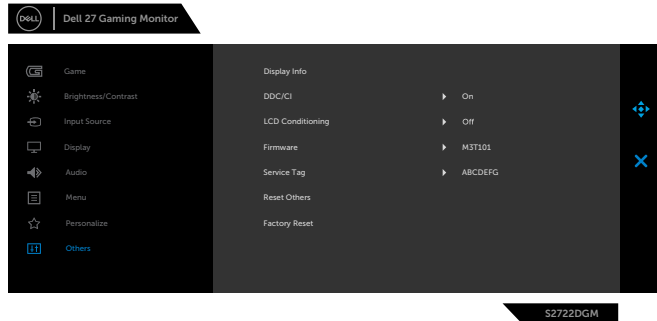 DELL Dell 27 Gaming Monitor
Game
Brightness/Contrast
Input Source
Display
Audio
Menu
Personalize
Others
Display Info
DDC/CI On
LCD Conditioning Off
Firmware M3T101
Service Tag ABCDEFG
Reset Others
Factory Reset
S2722DGM